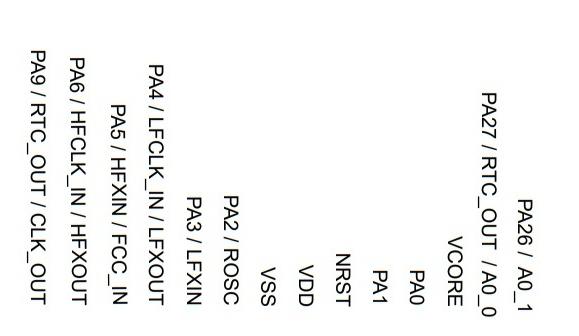 PA26 / A0_1
PA27 / RTC_OUT / A0_0
VCORE
PA0
PA1
NRST
VDD
VSS
PA2 / ROSC
PA3 / LFXIN
PA4 / LFCLK_IN / LFXOUT
PA5 / HFXIN / FCC_IN
PA6 / HFCLK_IN / HFXOUT
PA9 / RTC_OUT / CLK_OUT